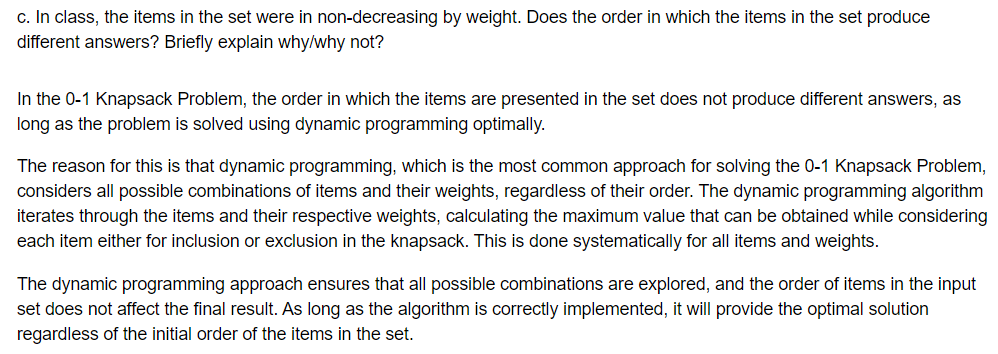 c. In class, the items in the set were in non-decreasing by weight. Does the order in which the items in the set produce
different answers? Briefly explain why/why not?
In the 0-1 Knapsack Problem, the order in which the items are presented in the set does not produce different answers, as
long as the problem is solved using dynamic programming optimally.
The reason for this is that dynamic programming, which is the most common approach for solving the 0-1 Knapsack Problem,
considers all possible combinations of items and their weights, regardless of their order. The dynamic programming algorithm
iterates through the items and their respective weights, calculating the maximum value that can be obtained while considering
each item either for inclusion or exclusion in the knapsack. This is done systematically for all items and weights.
The dynamic programming approach ensures that all possible combinations are explored, and the order of items in the input
set does not affect the final result. As long as the algorithm is correctly implemented, it will provide the optimal solution
regardless of the initial order of the items in the set.